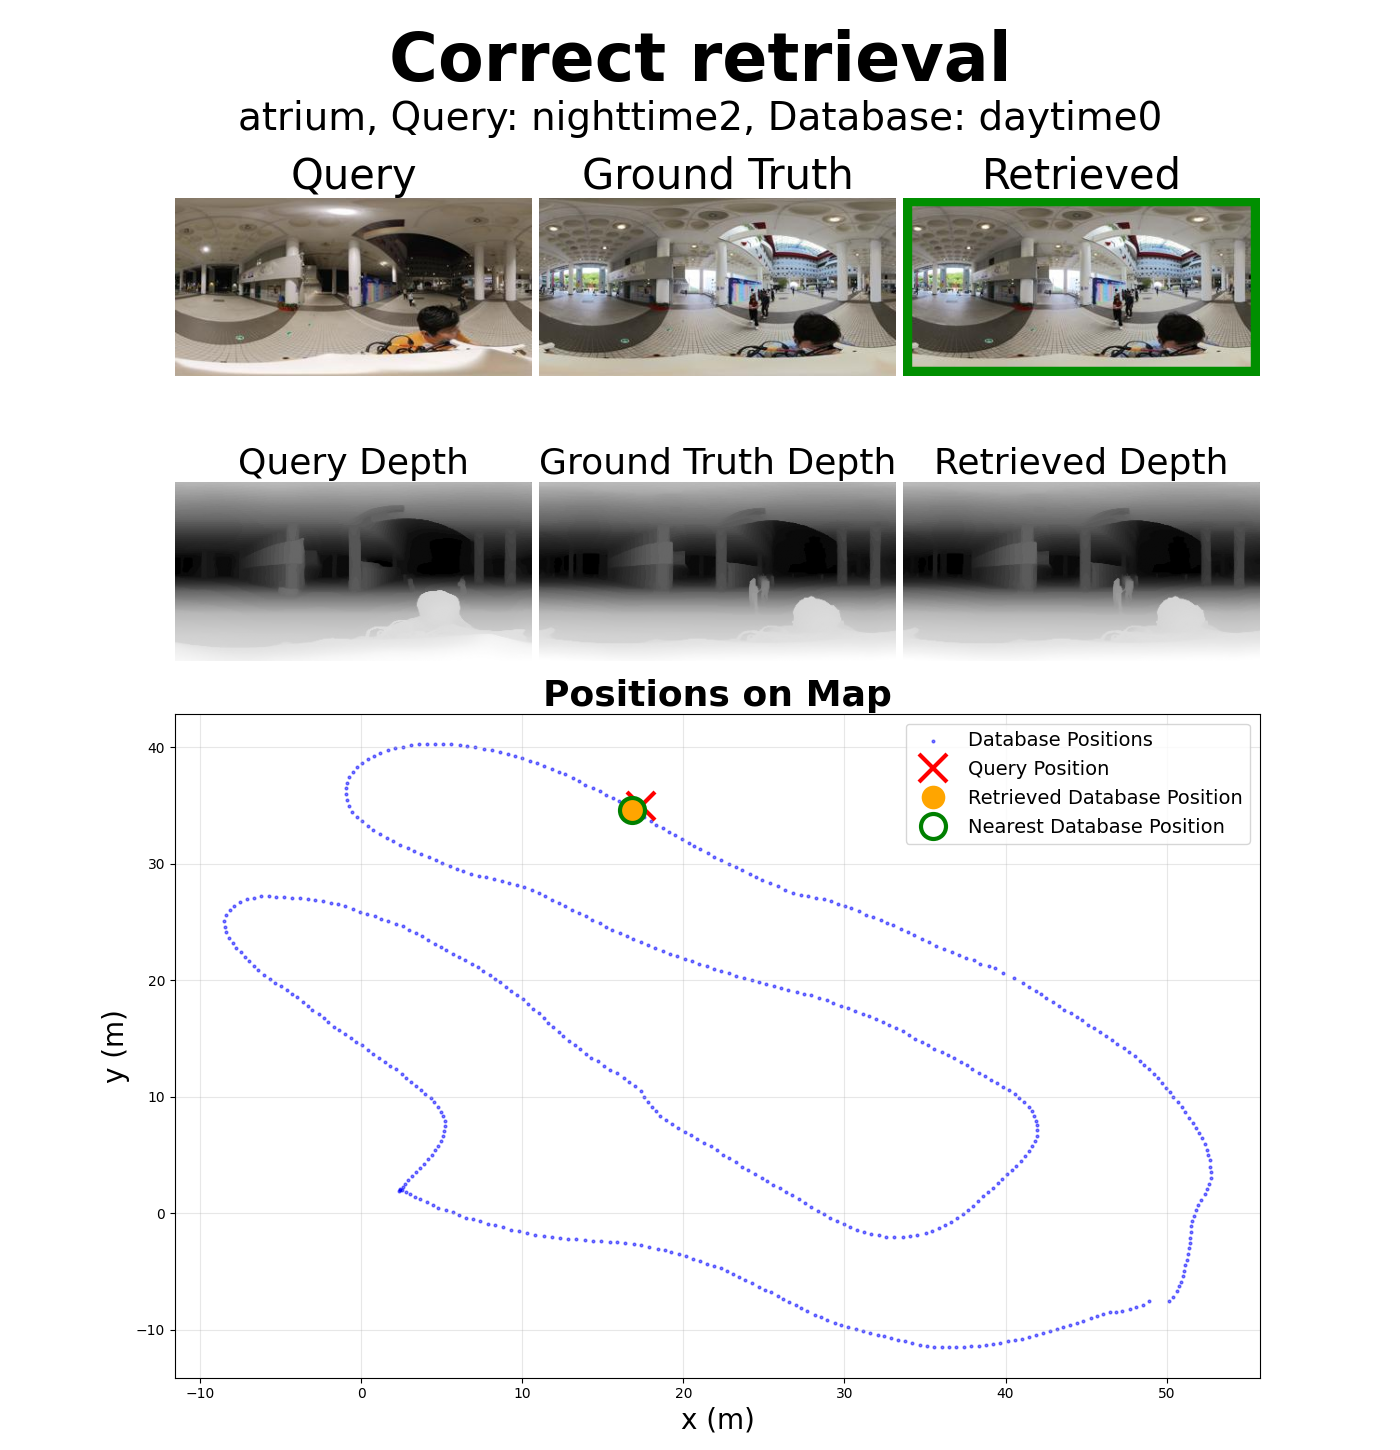 Correct retrieval
atrium, Query: nighttime2, Database: daytime0
Query
Ground Truth
Retrieved
Query Depth
Ground Truth Depth
Retrieved Depth
Positions on Map
Database Positions
Query Position
Retrieved Database Position
Nearest Database Position
40
30
20
10
0
−10
y (m)
−10
0
10
20
30
40
50
x (m)